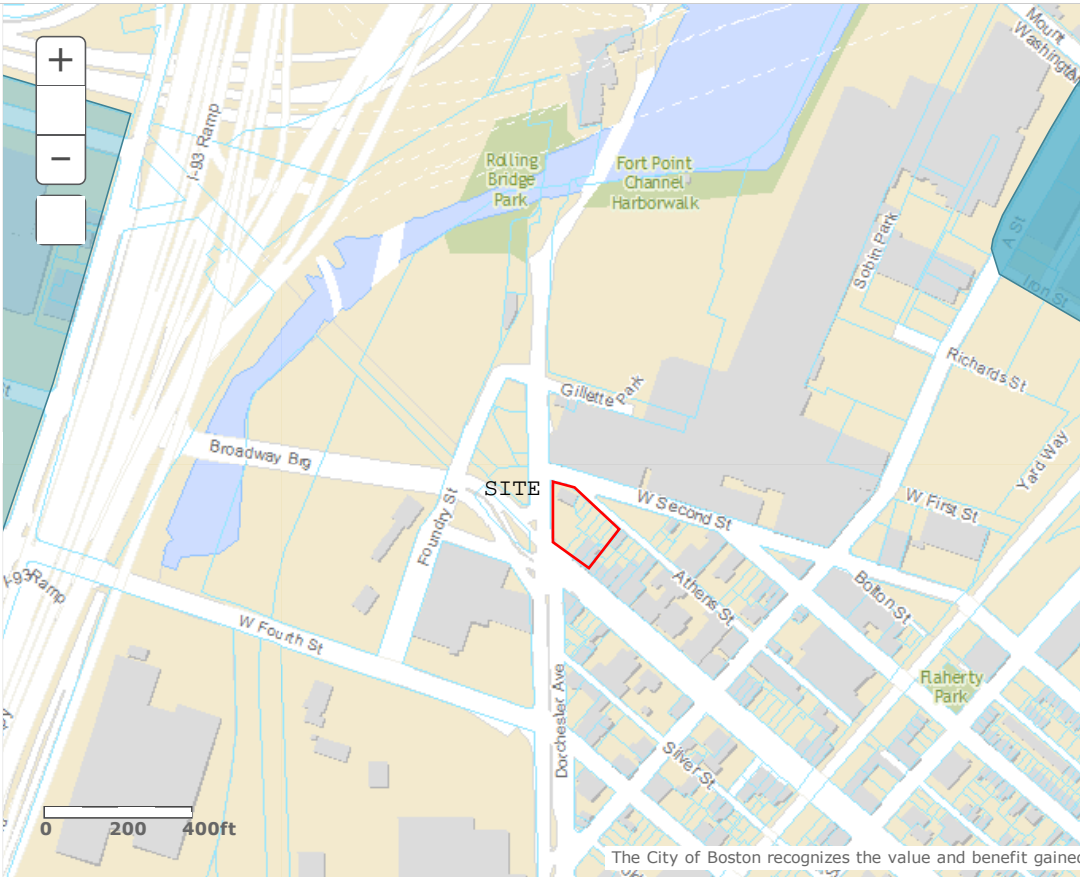 Mount
Washingt
+
I-93 Ramp
−
Rolling
Bridge
Park
Fort Point
Channel
Harborwalk
A St
Sobin Park
Iron St
Richards St
Gillette Park
Yard Way
Broadway Brg
SITE
W Second St
W First St
Foundry St
Athens St
Bolton St
I-93 Ramp
W Fourth St
Flaherty
Park
Dorchester Ave
Silver St
0 200 400ft
The City of Boston recognizes the value and benefit gained